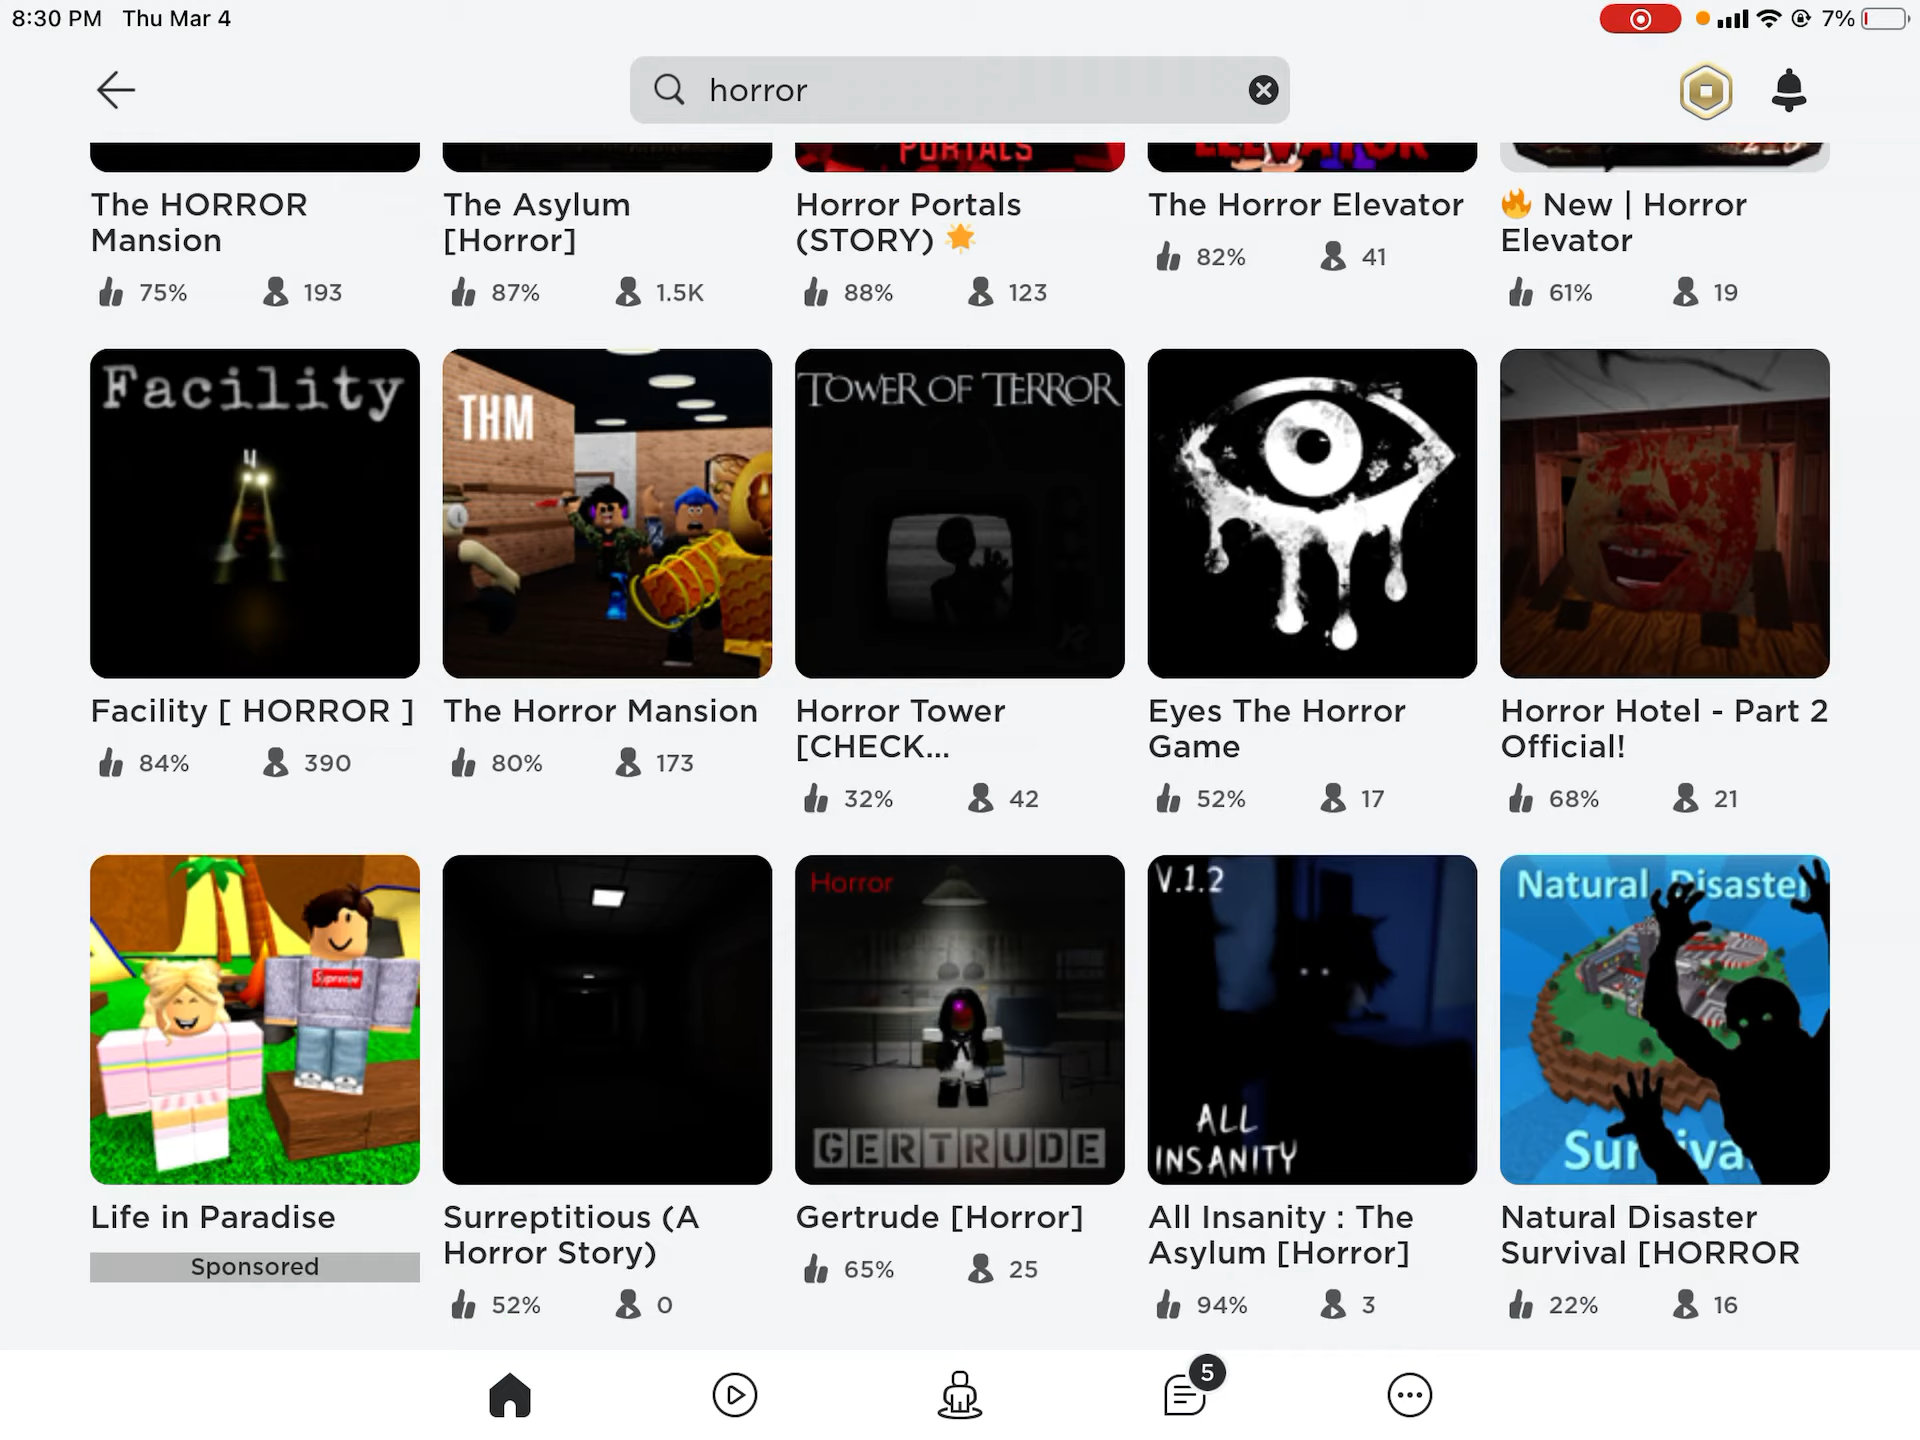 8:30 PM Thu Mar 4
7%
horror
PORTALS
ELEVATOR
The HORROR Mansion
75% 193
The Asylum [Horror]
87% 1.5K
Horror Portals (STORY) 🌟
88% 123
The Horror Elevator
82% 41
🔥 New | Horror Elevator
61% 19
Facility
THM
TOWER OF TERROR
Facility [ HORROR ]
84% 390
The Horror Mansion
80% 173
Horror Tower [CHECK...
32% 42
Eyes The Horror Game
52% 17
Horror Hotel - Part 2 Official!
68% 21
Supreme
Horror
GERTRUDE
V.1.2
ALL
INSANITY
Natural Disaster
Surviva
Life in Paradise
Sponsored
Surreptitious (A Horror Story)
52% 0
Gertrude [Horror]
65% 25
All Insanity : The Asylum [Horror]
94% 3
Natural Disaster Survival [HORROR
22% 16
5